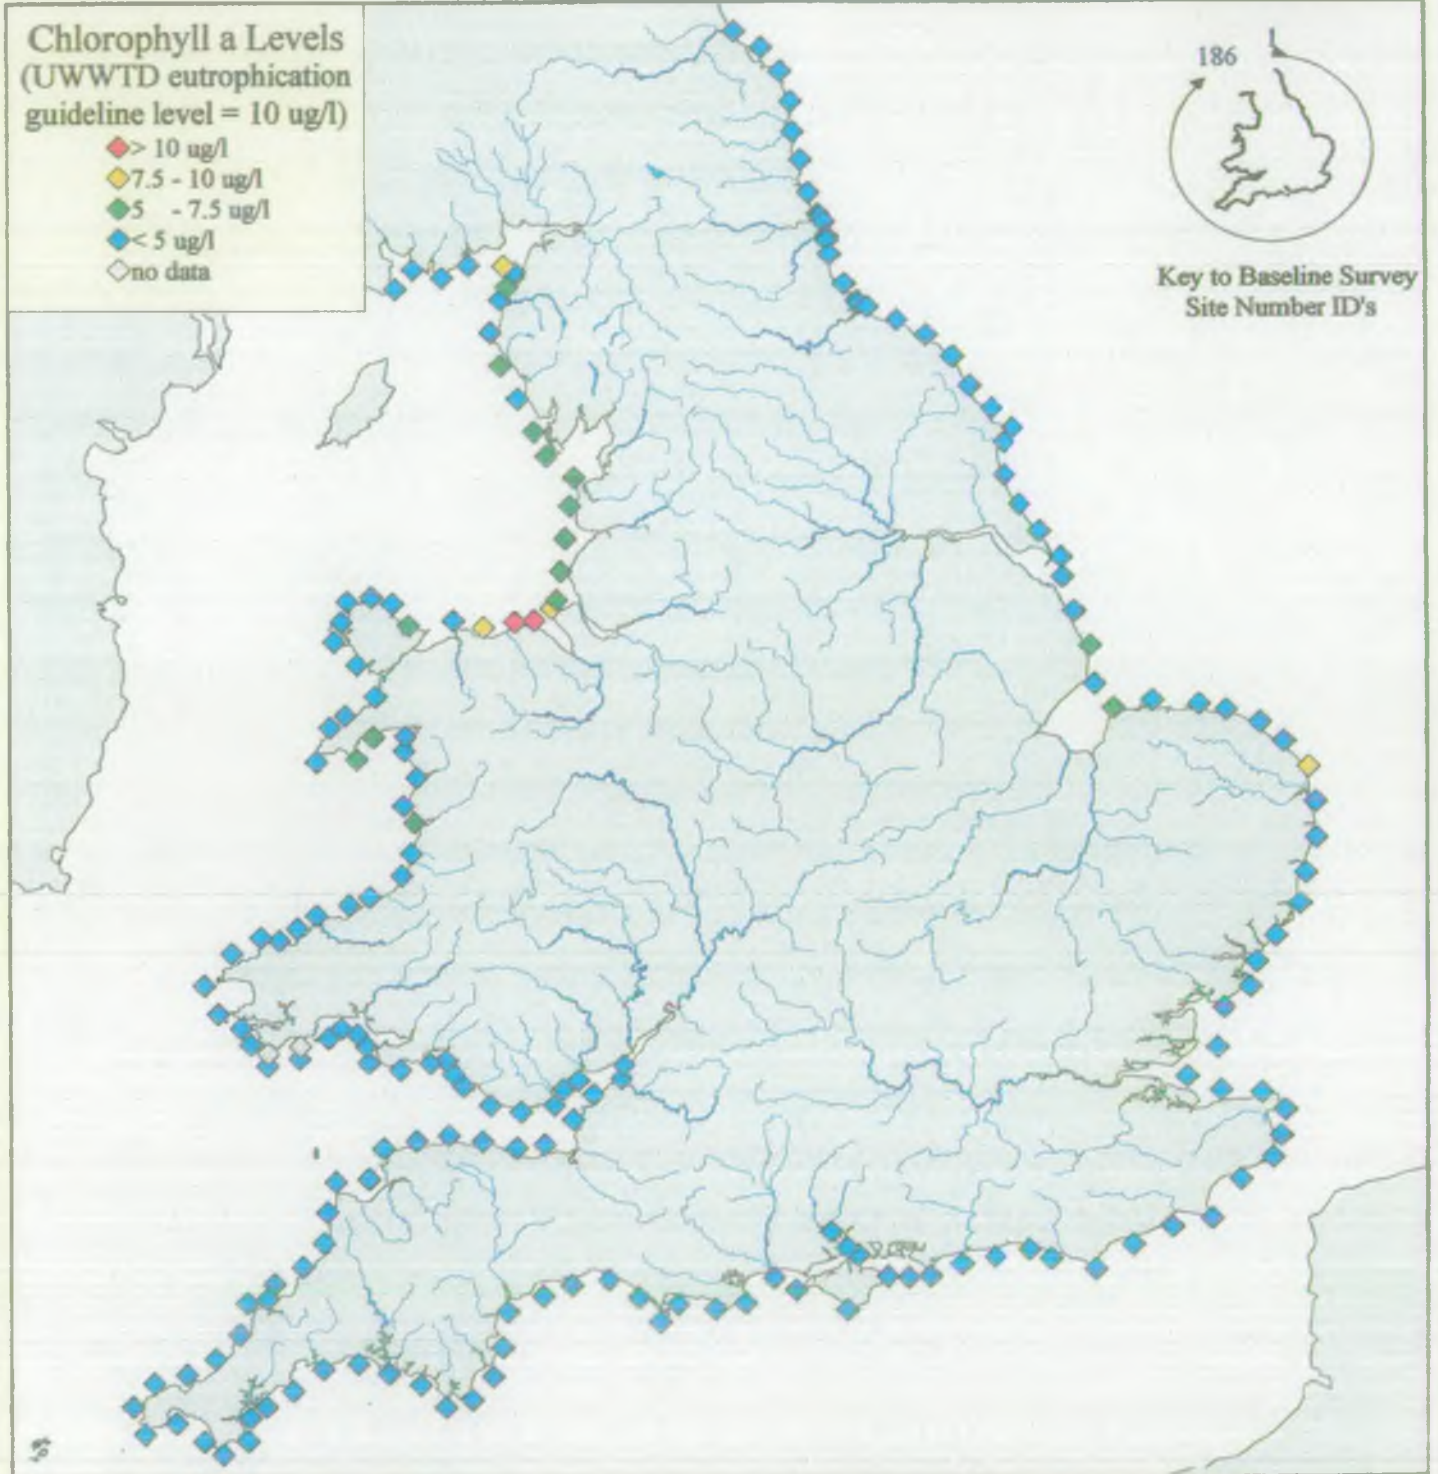 Chlorophyll a Levels
(UWWTD eutrophication
guideline level = 10 ug/l)
> 10 ug/l
7.5 - 10 ug/l
5 - 7.5 ug/l
< 5 ug/l
no data
1
186
Key to Baseline Survey
Site Number ID's